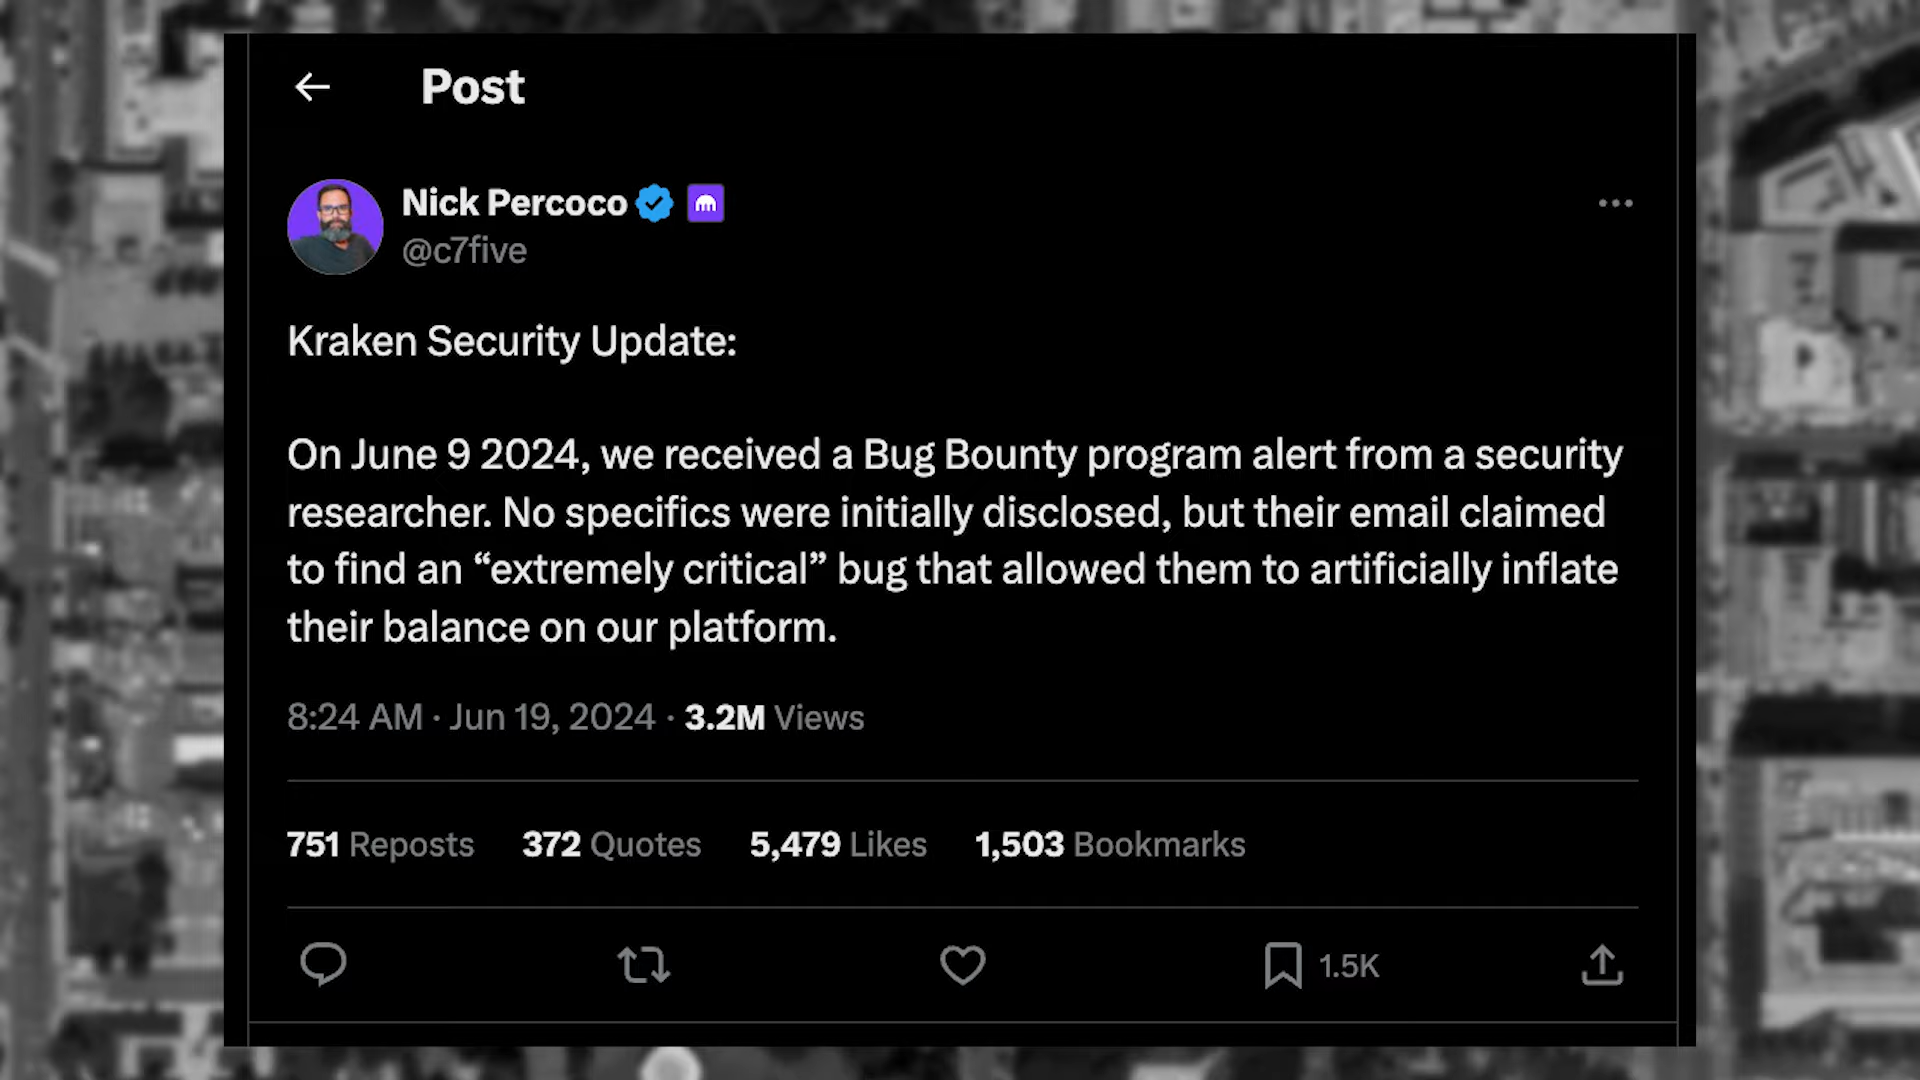 Post
Nick Percoco
@c7five
Kraken Security Update:
On June 9 2024, we received a Bug Bounty program alert from a security
researcher. No specifics were initially disclosed, but their email claimed
to find an “extremely critical” bug that allowed them to artificially inflate
their balance on our platform.
8:24 AM · Jun 19, 2024 · 3.2M Views
751 Reposts 372 Quotes 5,479 Likes 1,503 Bookmarks
1.5K